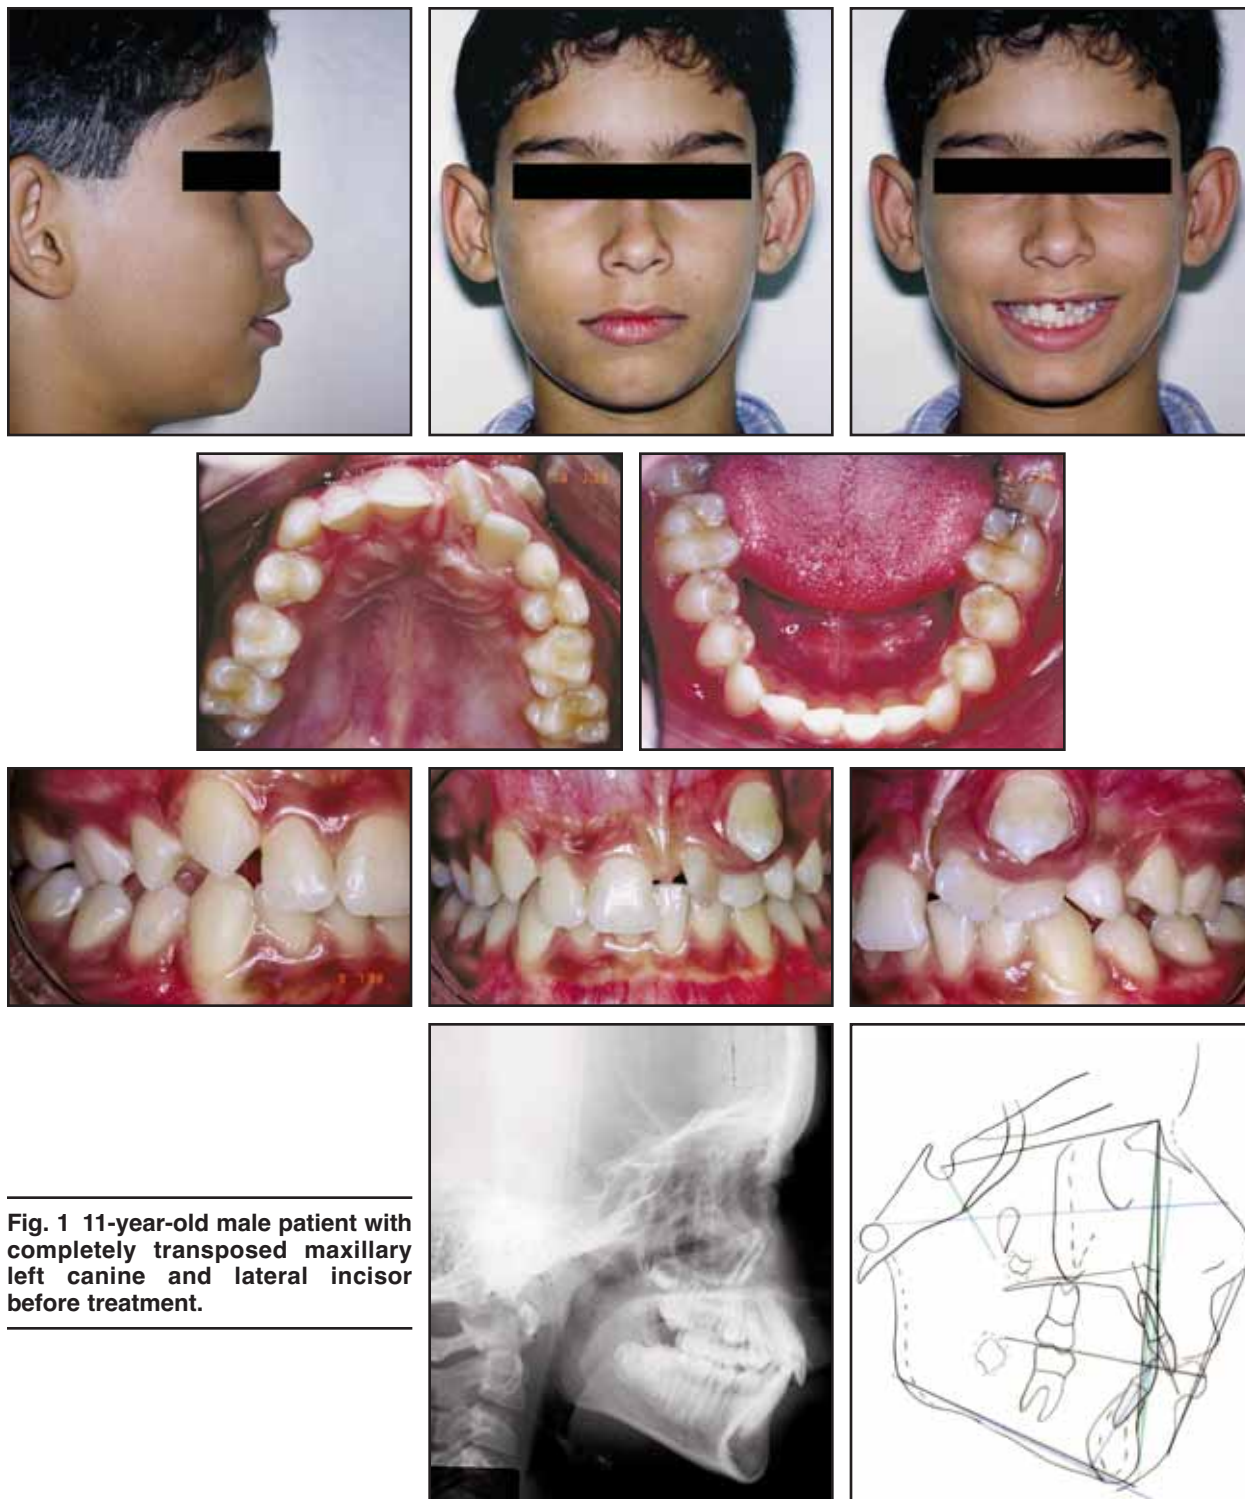 Fig. 1 11-year-old male patient with
completely transposed maxillary
left canine and lateral incisor
before treatment.